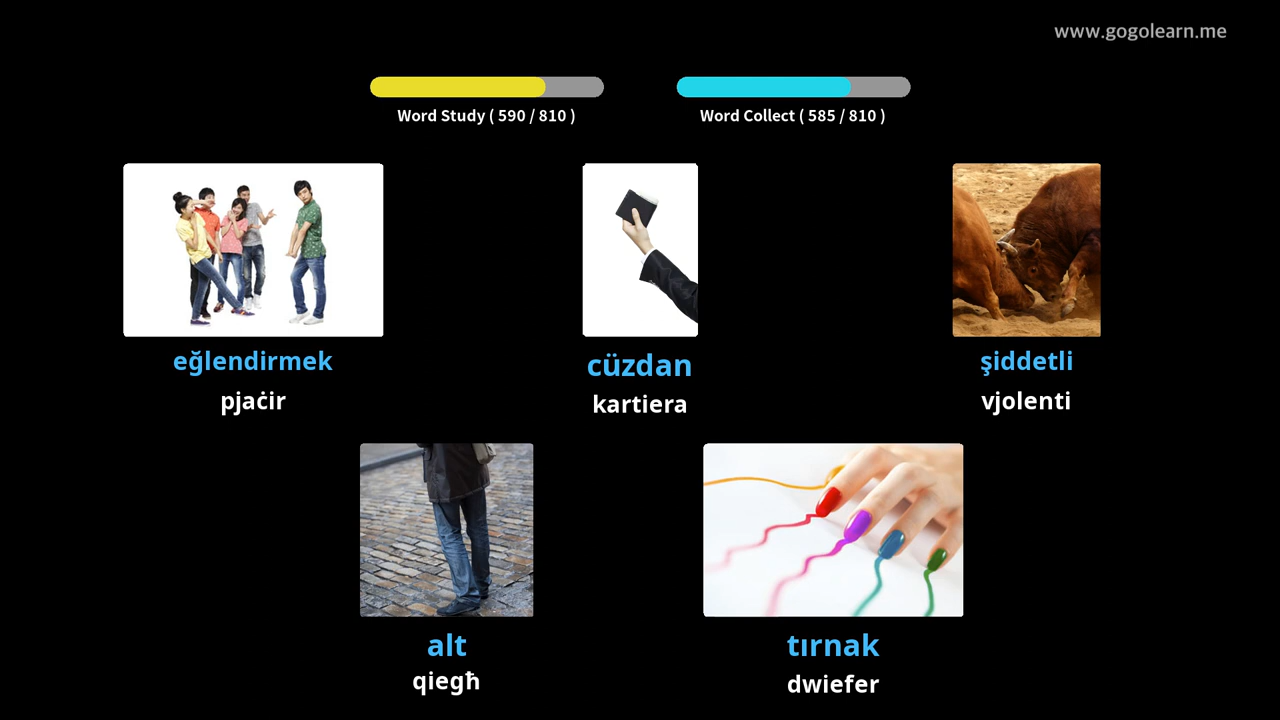 www.gogolearn.me
Word Study ( 590 / 810 )
Word Collect ( 585 / 810 )
eğlendirmek
pjaċir
cüzdan
kartiera
şiddetli
vjolenti
alt
qiegħ
tırnak
dwiefer